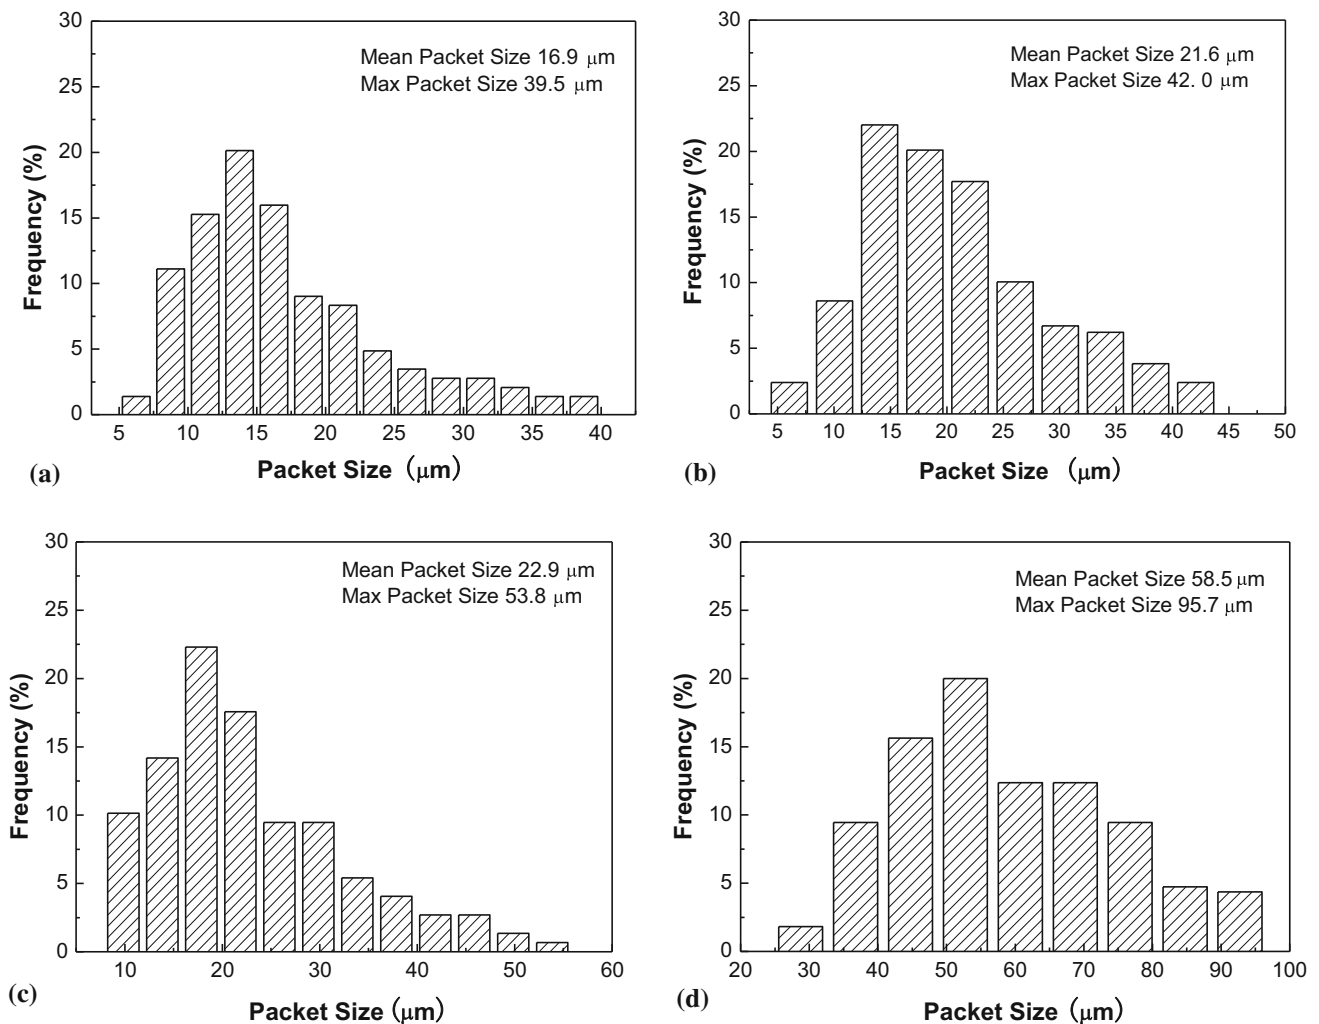 30
25
20
15
10
5
0
Frequency (%)
Mean Packet Size 16.9 μm
Max Packet Size 39.5 μm
5 10 15 20 25 30 35 40
Packet Size (μm)
(a)
30
25
20
15
10
5
0
Frequency (%)
Mean Packet Size 21.6 μm
Max Packet Size 42. 0 μm
5 10 15 20 25 30 35 40 45 50
Packet Size (μm)
(b)
30
25
20
15
10
5
0
Frequency (%)
Mean Packet Size 22.9 μm
Max Packet Size 53.8 μm
10 20 30 40 50 60
Packet Size (μm)
(c)
30
25
20
15
10
5
0
Frequency (%)
Mean Packet Size 58.5 μm
Max Packet Size 95.7 μm
20 30 40 50 60 70 80 90 100
Packet Size (μm)
(d)